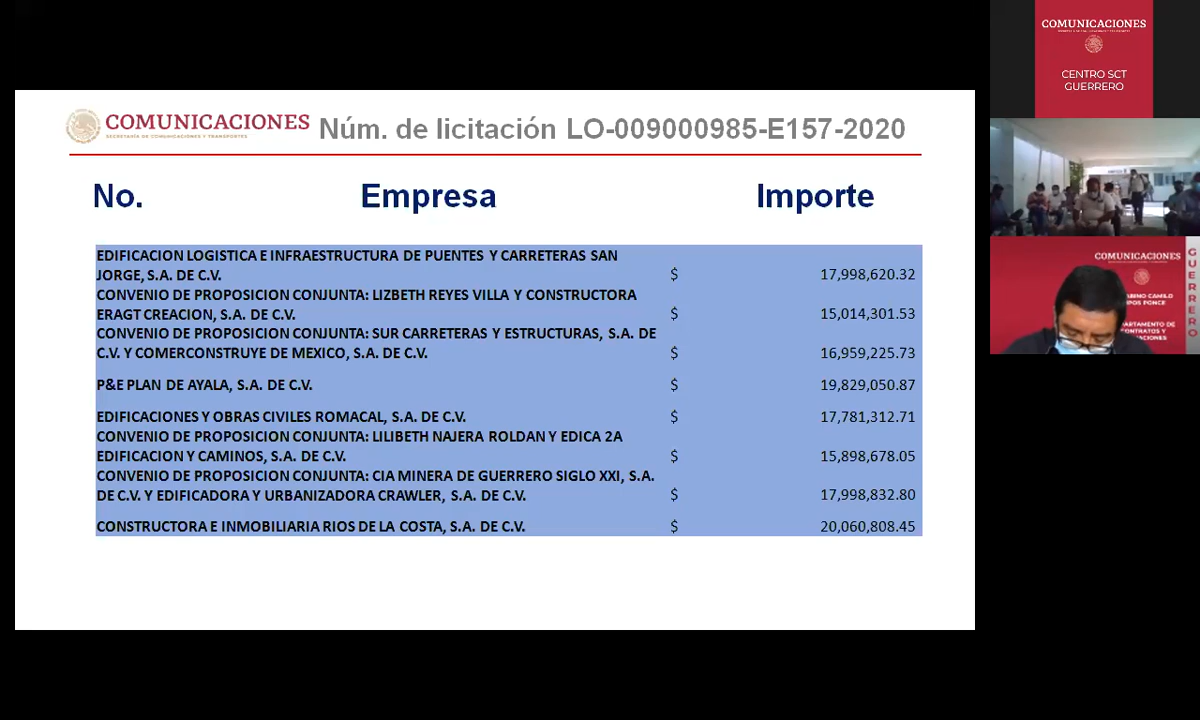 COMUNICACIONES
SECRETARÍA DE COMUNICACIONES Y TRANSPORTES
Núm. de licitación LO-009000985-E157-2020
No. Empresa Importe
EDIFICACION LOGISTICA E INFRAESTRUCTURA DE PUENTES Y CARRETERAS SAN
JORGE, S.A. DE C.V. $ 17,998,620.32
CONVENIO DE PROPOSICION CONJUNTA: LIZBETH REYES VILLA Y CONSTRUCTORA
ERAGT CREACION, S.A. DE C.V. $ 15,014,301.53
CONVENIO DE PROPOSICION CONJUNTA: SUR CARRETERAS Y ESTRUCTURAS, S.A. DE
C.V. Y COMERCONSTRUYE DE MEXICO, S.A. DE C.V. $ 16,959,225.73
P&E PLAN DE AYALA, S.A. DE C.V. $ 19,829,050.87
EDIFICACIONES Y OBRAS CIVILES ROMACAL, S.A. DE C.V. $ 17,781,312.71
CONVENIO DE PROPOSICION CONJUNTA: LILIBETH NAJERA ROLDAN Y EDICA 2A
EDIFICACION Y CAMINOS, S.A. DE C.V. $ 15,898,678.05
CONVENIO DE PROPOSICION CONJUNTA: CIA MINERA DE GUERRERO SIGLO XXI, S.A.
DE C.V. Y EDIFICADORA Y URBANIZADORA CRAWLER, S.A. DE C.V. $ 17,998,832.80
CONSTRUCTORA E INMOBILIARIA RIOS DE LA COSTA, S.A. DE C.V. $ 20,060,808.45
COMUNICACIONES
CENTRO SCT
GUERRERO
COMUNICACIONES
GUERRERO
CAMILO
PONCE